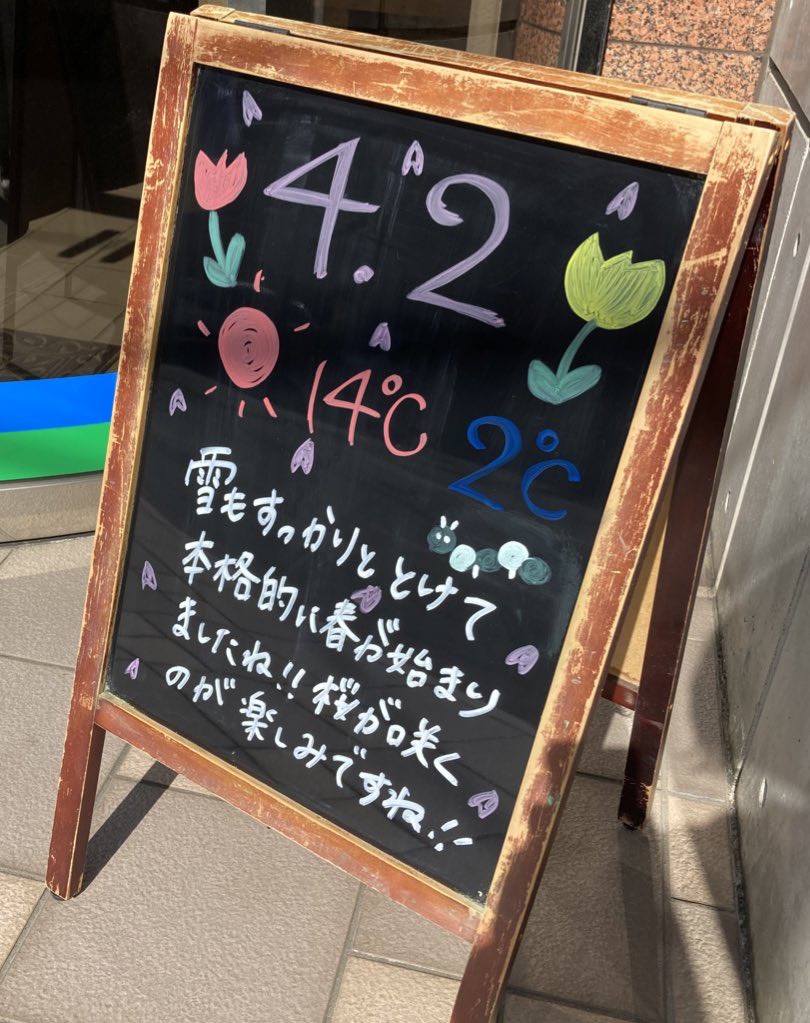 4.2
14℃ 2℃
雪もすっかりととけて
本格的に春が始まり
ましたね!! 桜が咲く
のが楽しみですね!!